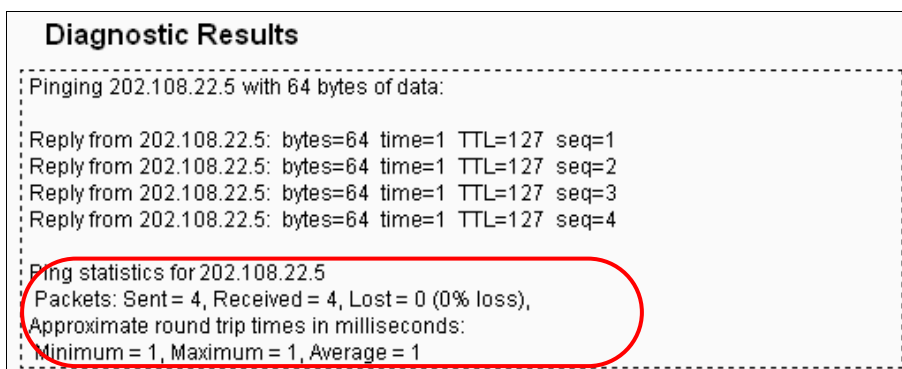 Diagnostic Results
Pinging 202.108.22.5 with 64 bytes of data:
Reply from 202.108.22.5: bytes=64 time=1 TTL=127 seq=1
Reply from 202.108.22.5: bytes=64 time=1 TTL=127 seq=2
Reply from 202.108.22.5: bytes=64 time=1 TTL=127 seq=3
Reply from 202.108.22.5: bytes=64 time=1 TTL=127 seq=4
Ping statistics for 202.108.22.5
Packets: Sent = 4, Received = 4, Lost = 0 (0% loss),
Approximate round trip times in milliseconds:
Minimum = 1, Maximum = 1, Average = 1